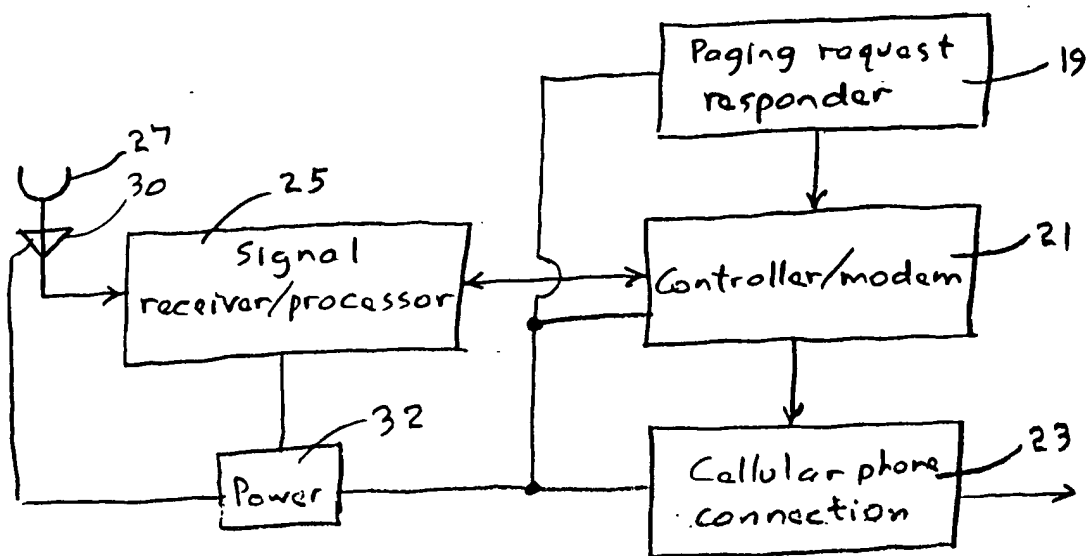 Paging request
responder
19
27
30
25
Signal
receiver/processor
21
Controller/modem
32
Power
23
Cellular phone
connection